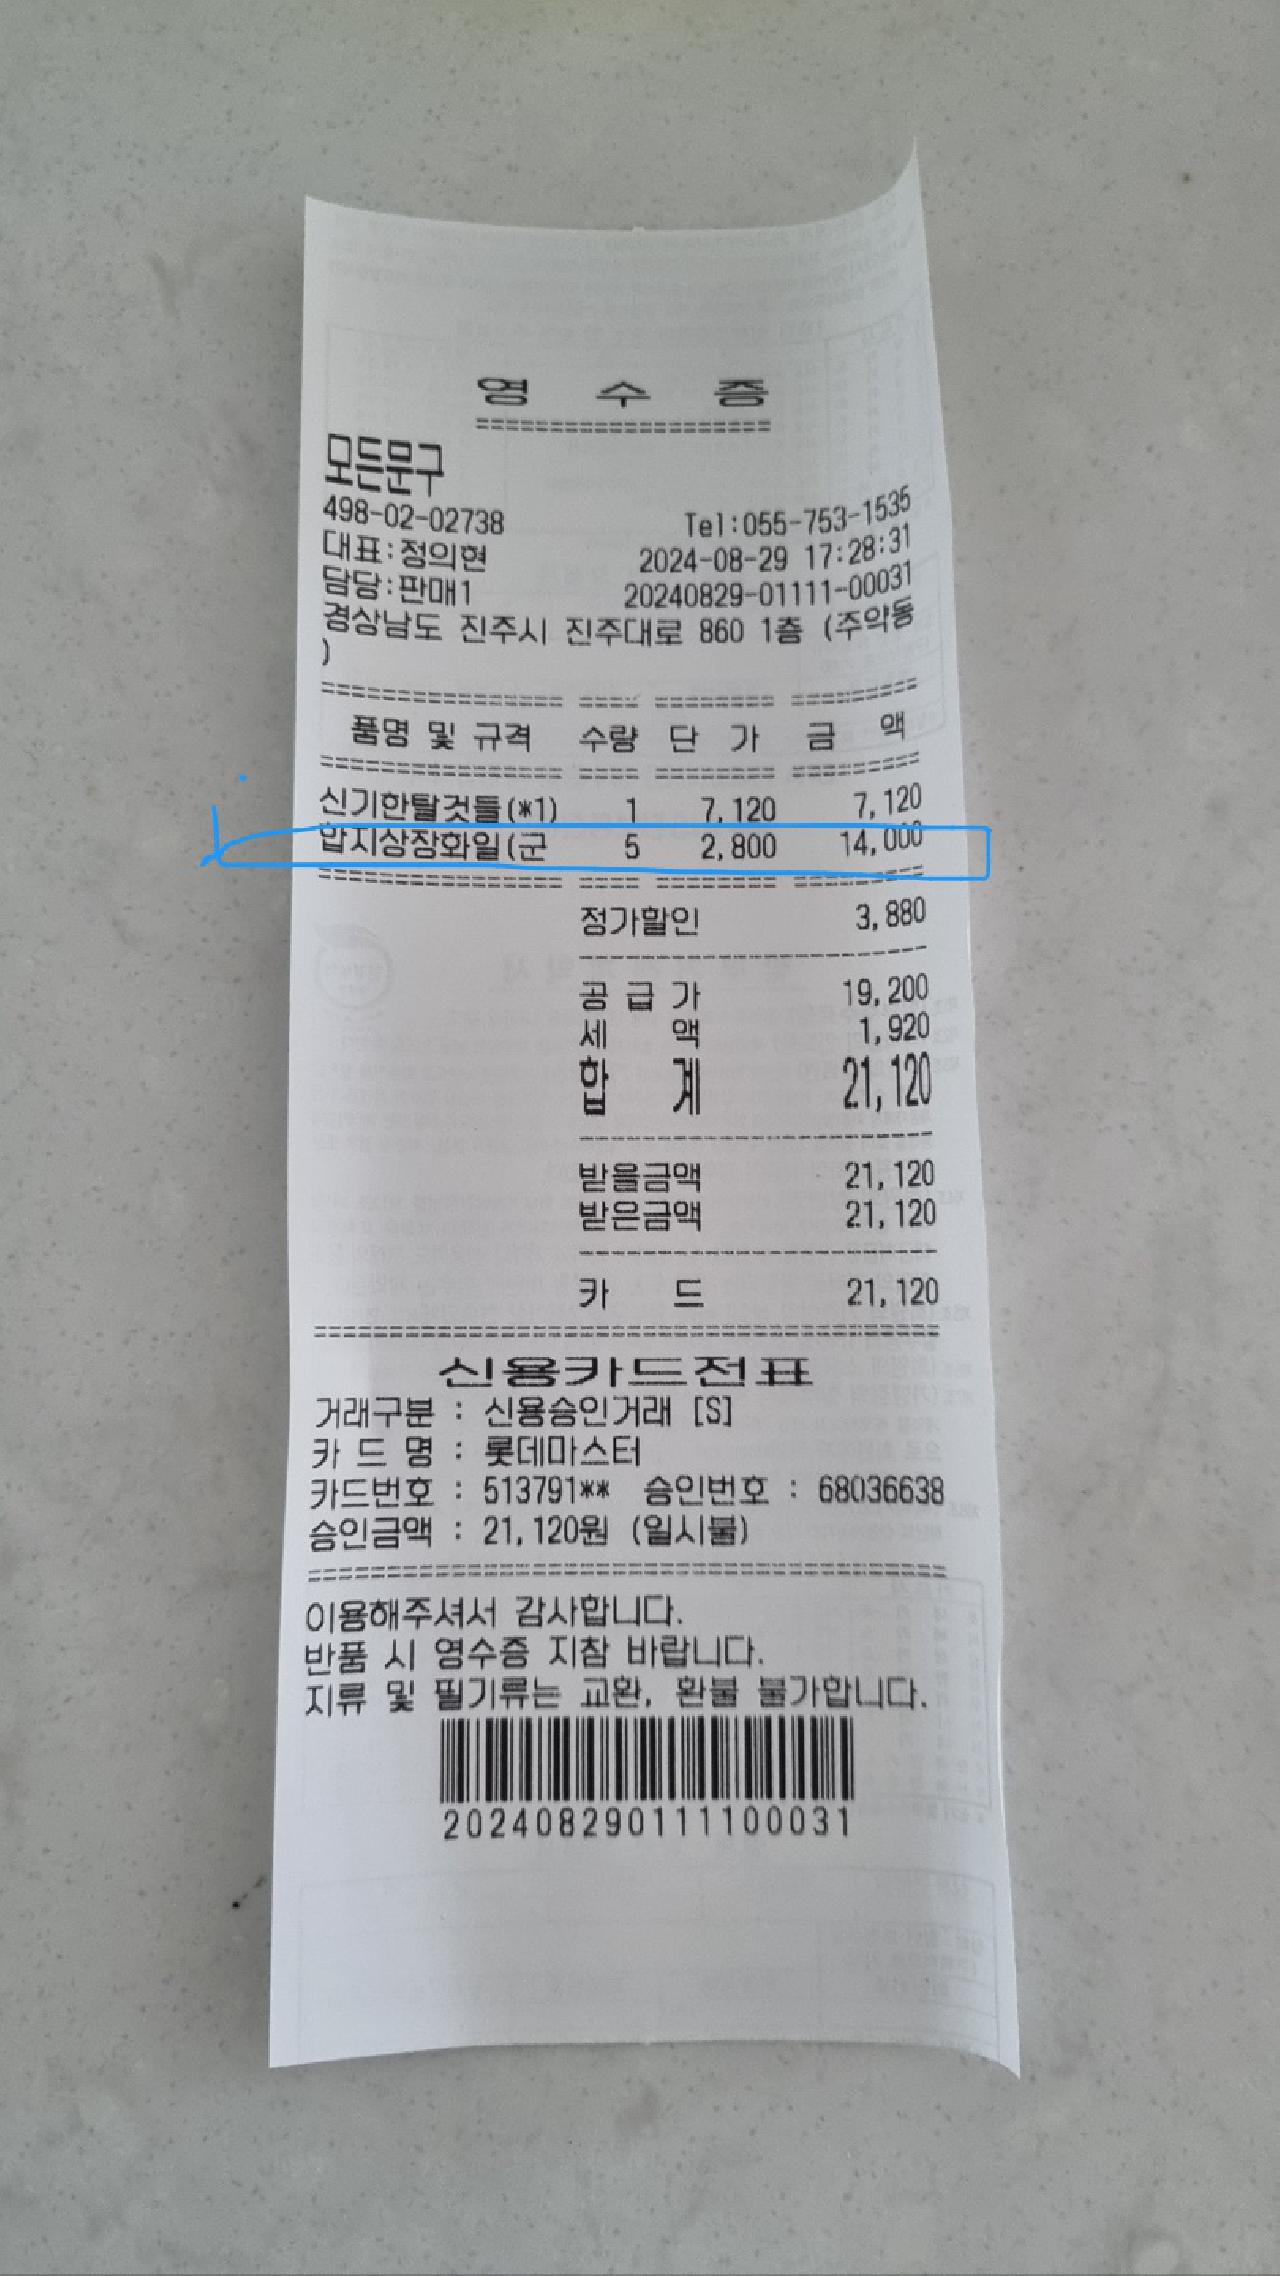 영 수 증
===================
모든문구
498-02-02738 Tel:055-753-1535
대표:정의현 2024-08-29 17:28:31
담당:판매1 20240829-01111-00031
경상남도 진주시 진주대로 860 1층 (주약동
)
품명 및 규격 수량 단 가 금 액
신기한탈것들(*1) 1 7,120 7,120
합지상장화일(군 5 2,800 14,000
정가할인 3,880
공 급 가 19,200
세 액 1,920
합 계 21,120
받을금액 21,120
받은금액 21,120
카 드 21,120
신용카드전표
거래구분 : 신용승인거래 [S]
카 드 명 : 롯데마스터
카드번호 : 513791** 승인번호 : 68036638
승인금액 : 21,120원 (일시불)
이용해주셔서 감사합니다.
반품 시 영수증 지참 바랍니다.
지류 및 필기류는 교환, 환불 불가합니다.
202408290111100031